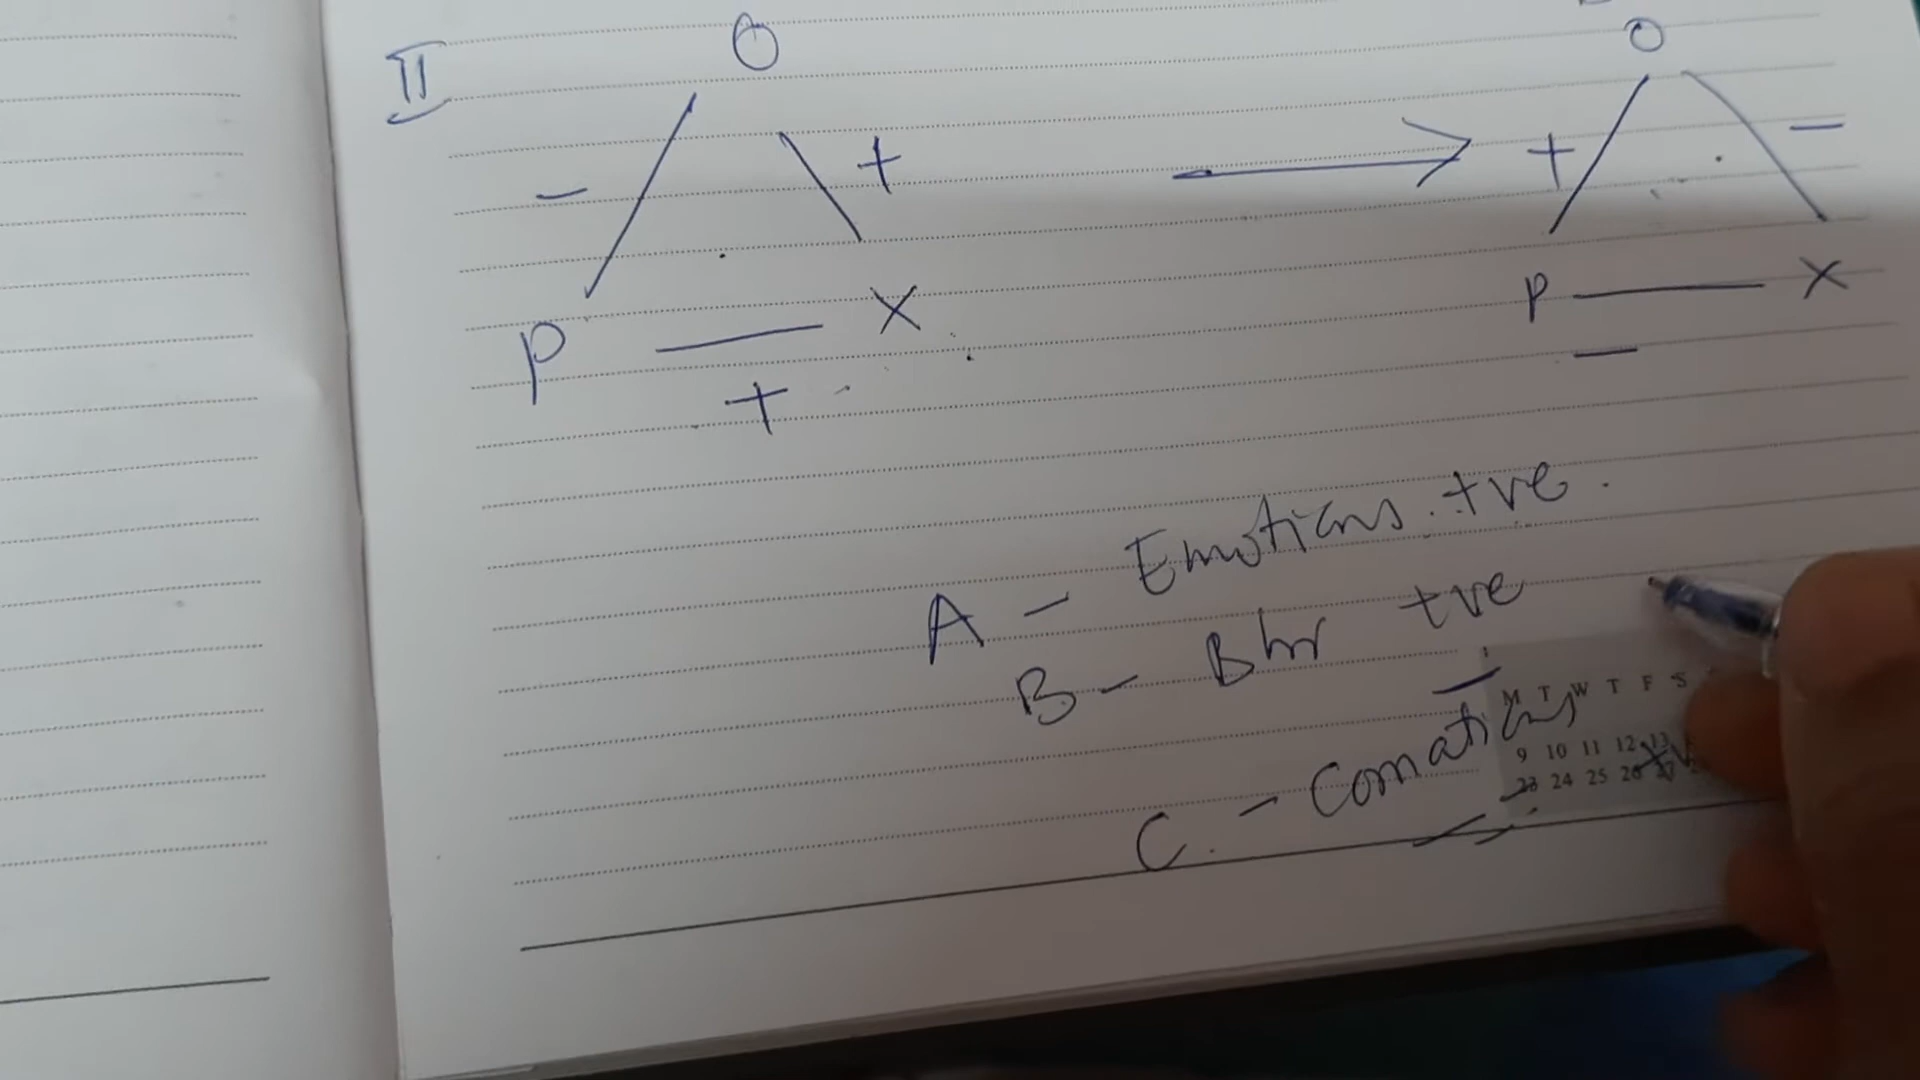 II
O O
- + + -
P X P X
+ -
A - Emotions +ve.
B - Bhr +ve
C. - Conations
M T W T F S
9 10 11 12 13
23 24 25 26 27